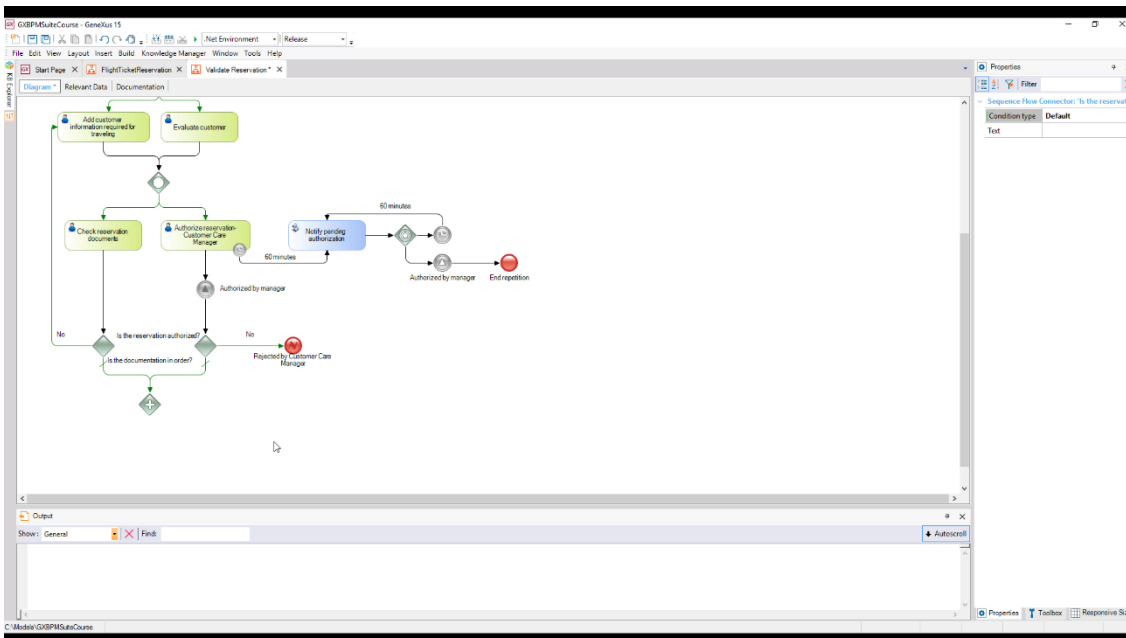 GX GXBPMSuiteCourse - GeneXus 15
.Net Environment
Release
File Edit View Layout Insert Build Knowledge Manager Window Tools Help
Start Page X FlightTicketReservation X Validate Reservation * X
Diagram * Relevant Data Documentation
KB Explorer
Add customer
information required for
traveling
Evaluate customer
60 minutes
Check reservation
documents
Authorize reservation-
Customer Care
Manager
Notify pending
authorization
60 minutes
Authorized by manager
End repetition
Authorized by manager
No
Is the reservation authorized?
No
Is the documentation in order?
Rejected by Customer Care
Manager
Properties
Filter
Sequence Flow Connector: 'Is the reservat
Condition type Default
Text
Output
Show: General
Find:
Autoscroll
Properties Toolbox Responsive Si
C:\Models\GXBPMSuiteCourse